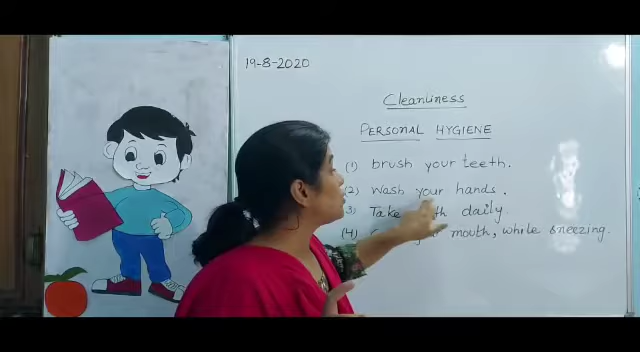 19-8-2020
Cleanliness
PERSONAL HYGIENE
(1) brush your teeth.
(2) Wash your hands.
(3) Take daily.
(4) mouth, while sneezing.